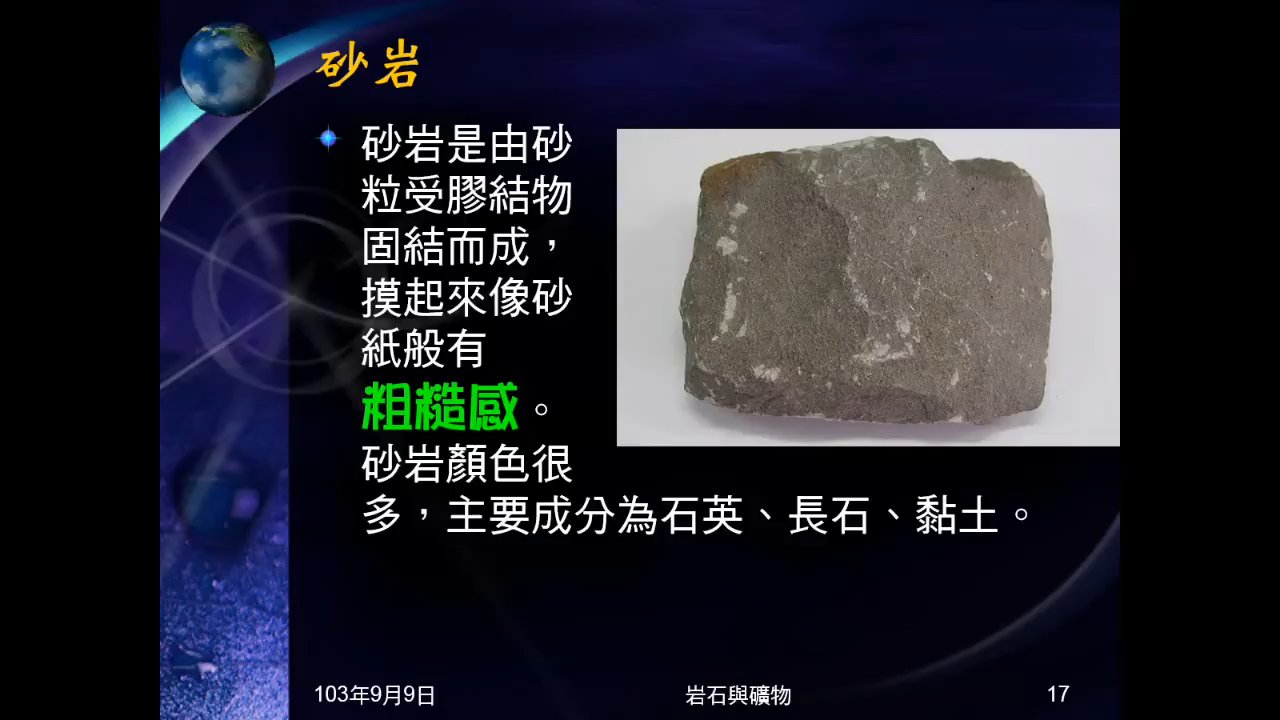 砂岩
砂岩是由砂
粒受膠結物
固結而成，
摸起來像砂
紙般有
粗糙感。
砂岩顏色很
多，主要成分為石英、長石、黏土。
103年9月9日
岩石與礦物
17